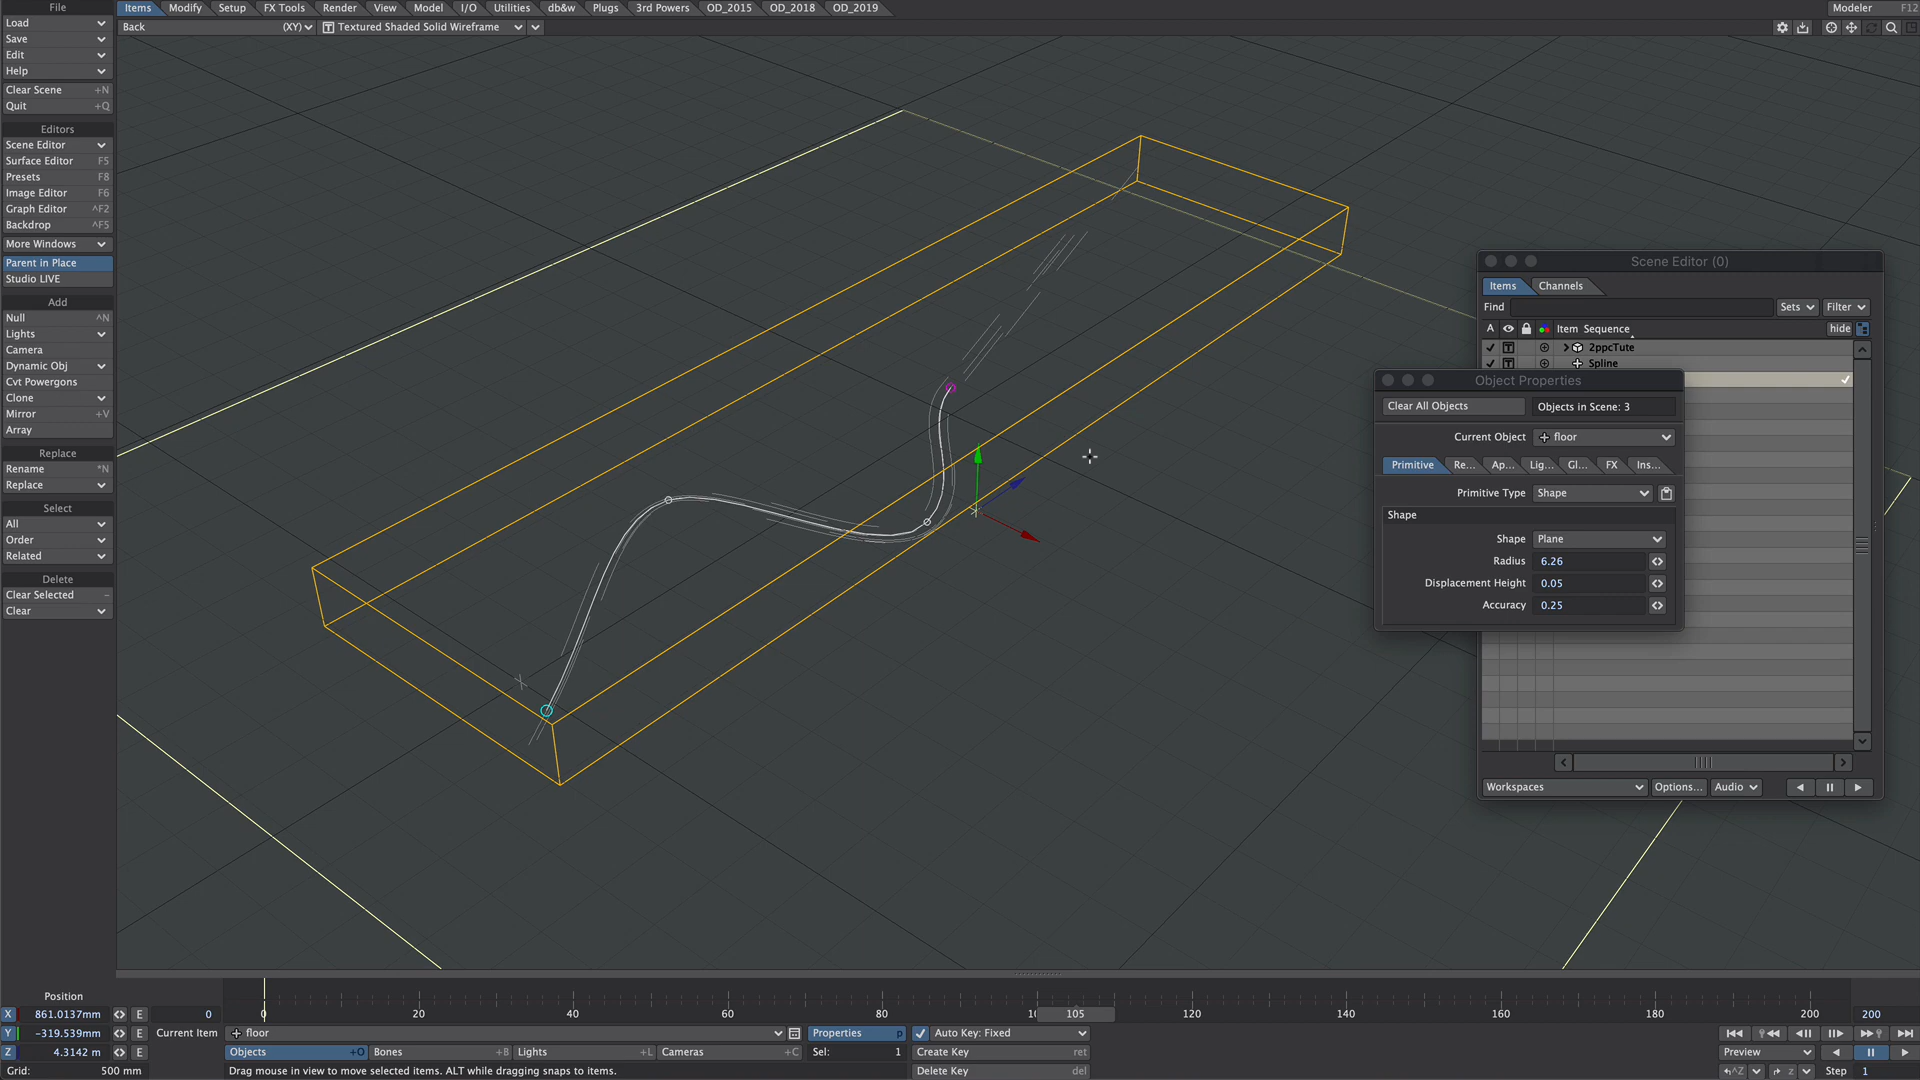 File
Items Modify Setup FX Tools Render View Model I/O Utilities db&w Plugs 3rd Powers OD_2015 OD_2018 OD_2019
Modeler F12
Load
Save
Edit
Help
Clear Scene +N
Quit +Q
Back (XY) Textured Shaded Solid Wireframe
Editors
Scene Editor
Surface Editor F5
Presets F8
Image Editor F6
Graph Editor ^F2
Backdrop ^F5
More Windows
Parent in Place
Studio LIVE
Add
Null ^N
Lights
Camera
Dynamic Obj
Cvt Powergons
Clone
Mirror +V
Array
Replace
Rename *N
Replace
Select
All
Order
Related
Delete
Clear Selected –
Clear
Scene Editor (0)
Items Channels
Find Sets Filter
A Item Sequence hide
2ppcTute
Spline
Object Properties
Clear All Objects Objects in Scene: 3
Current Object floor
Primitive Re... Ap... Lig... Gl... FX Ins...
Primitive Type Shape
Shape
Shape Plane
Radius 6.26
Displacement Height 0.05
Accuracy 0.25
Workspaces Options... Audio
Position
X 861.0137mm E
Y -319.539mm E
Z 4.3142 m E
Grid: 500 mm
0 0 20 40 60 80 105 120 140 160 180 200 200
Current Item floor Properties p Auto Key: Fixed
Objects +O Bones +B Lights +L Cameras +C Sel: 1 Create Key ret
Drag mouse in view to move selected items. ALT while dragging snaps to items. Delete Key del
Preview
^Z z Step 1